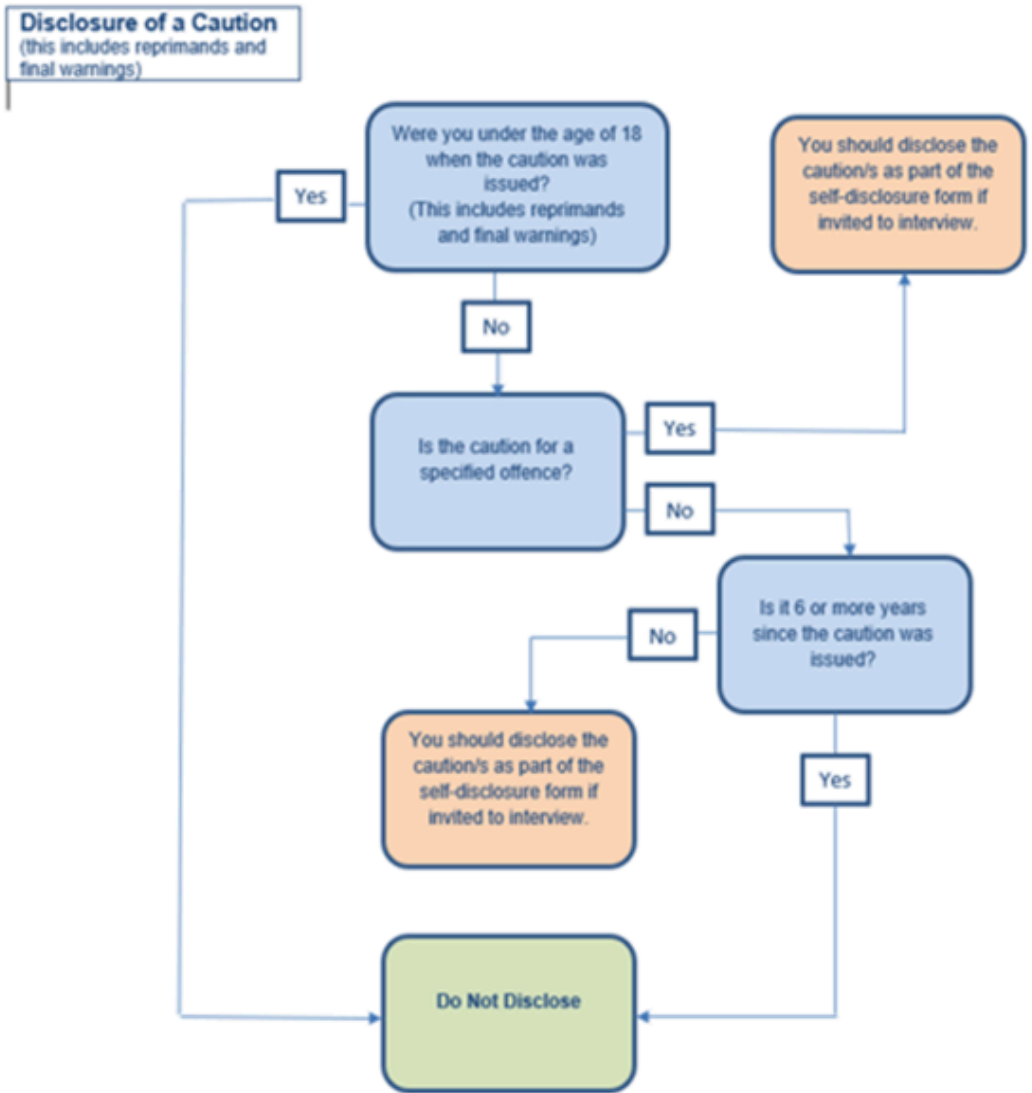 Disclosure of a Caution
(this includes reprimands and
final warnings)
Were you under the age of 18
when the caution was
issued?
(This includes reprimands
and final warnings)
You should disclose the
caution/s as part of the
self-disclosure form if
invited to interview.
Yes
No
Is the caution for a
specified offence?
Yes
No
Is it 6 or more years
since the caution was
issued?
No
You should disclose the
caution/s as part of the
self-disclosure form if
invited to interview.
Yes
Do Not Disclose